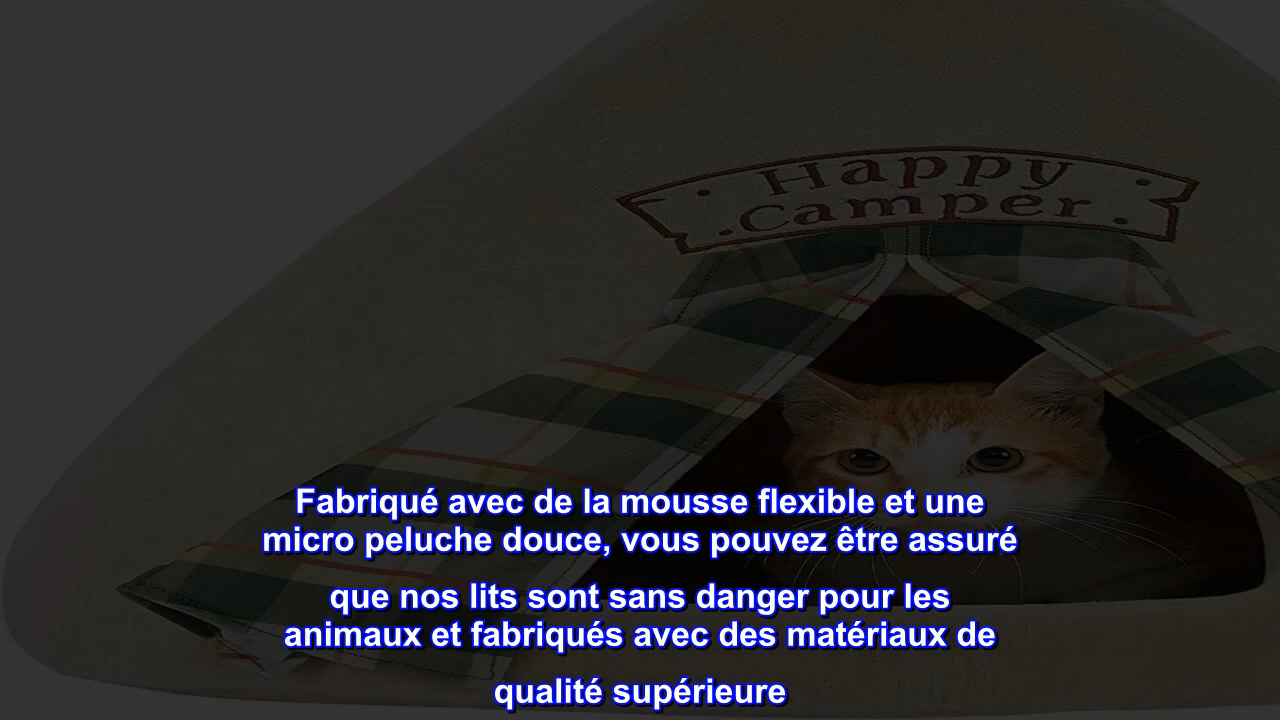 Happy
Camper
Fabriqué avec de la mousse flexible et une
micro peluche douce, vous pouvez être assuré
que nos lits sont sans danger pour les
animaux et fabriqués avec des matériaux de
qualité supérieure